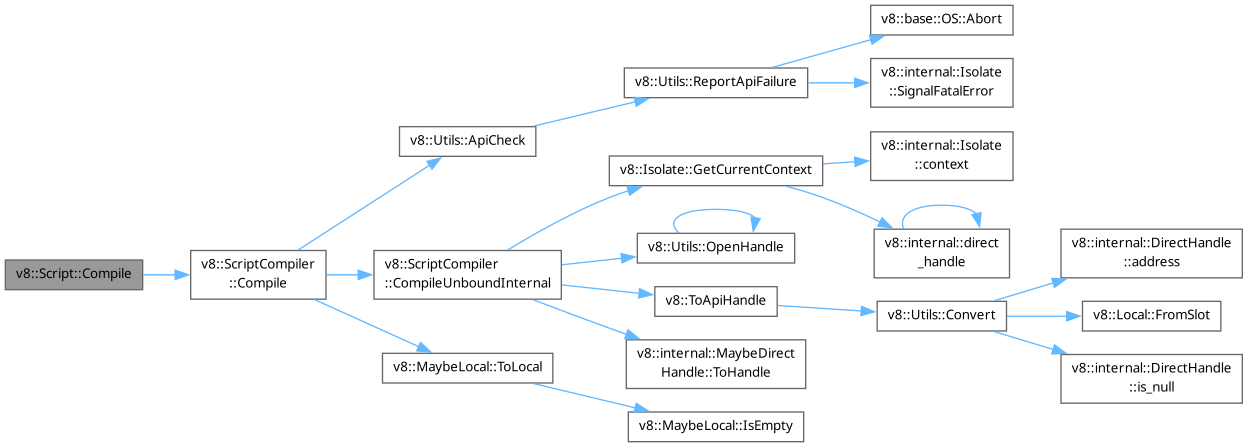 v8::Script::Compile
v8::ScriptCompiler
::Compile
v8::Utils::ApiCheck
v8::Utils::ReportApiFailure
v8::base::OS::Abort
v8::internal::Isolate
::SignalFatalError
v8::ScriptCompiler
::CompileUnboundInternal
v8::Isolate::GetCurrentContext
v8::internal::Isolate
::context
v8::internal::direct
_handle
v8::Utils::OpenHandle
v8::ToApiHandle
v8::Utils::Convert
v8::internal::DirectHandle
::address
v8::Local::FromSlot
v8::internal::DirectHandle
::is_null
v8::internal::MaybeDirect
Handle::ToHandle
v8::MaybeLocal::ToLocal
v8::MaybeLocal::IsEmpty